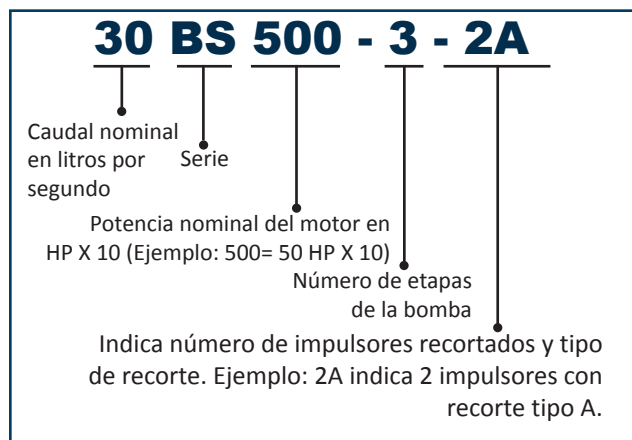 30 BS 500 - 3 - 2A
Caudal nominal
en litros por
segundo
Serie
Potencia nominal del motor en
HP X 10 (Ejemplo: 500= 50 HP X 10)
Número de etapas
de la bomba
Indica número de impulsores recortados y tipo
de recorte. Ejemplo: 2A indica 2 impulsores con
recorte tipo A.